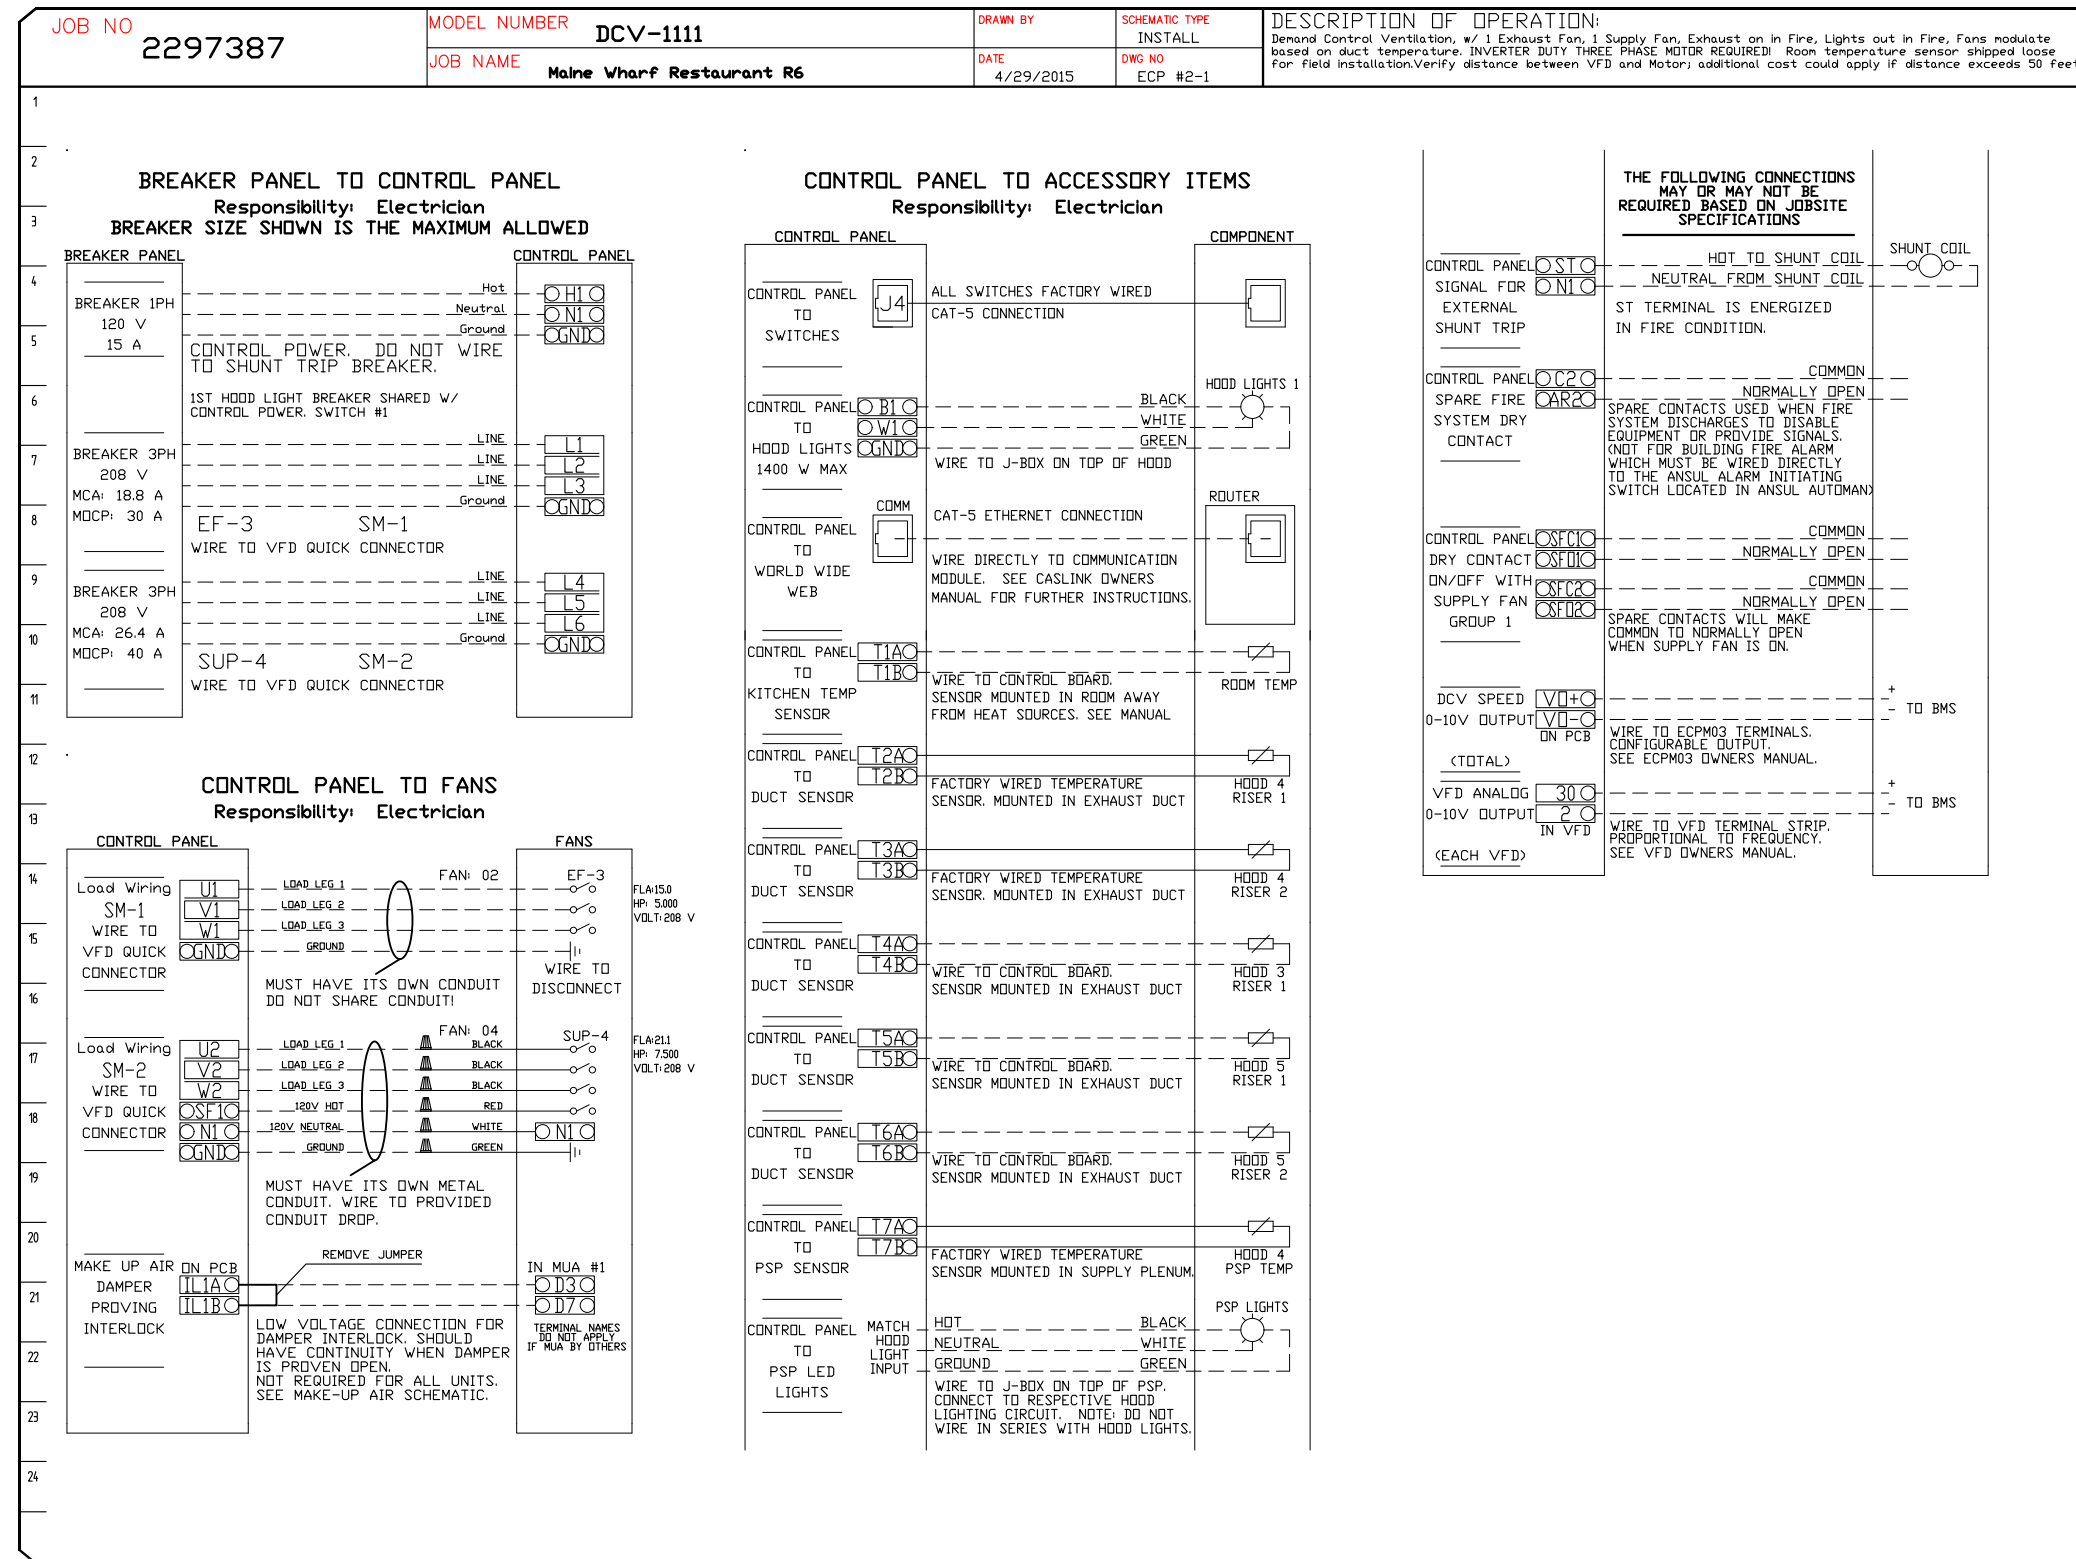 JOB NO
2297387
MODEL NUMBER
DCV-1111
JOB NAME
Maine Wharf Restaurant R6
DRAWN BY
SCHEMATIC TYPE
INSTALL
DATE
4/29/2015
DWG NO
ECP #2-1
DESCRIPTION OF OPERATION:
Demand Control Ventilation, w/ 1 Exhaust Fan, 1 Supply Fan, Exhaust on in Fire, Lights out in Fire, Fans modulate
based on duct temperature. INVERTER DUTY THREE PHASE MOTOR REQUIRED! Room temperature sensor shipped loose
for field installation.Verify distance between VFD and Motor; additional cost could apply if distance exceeds 50 feet
1
2
3
4
5
6
7
8
9
10
11
12
13
14
15
16
17
18
19
20
21
22
23
24
BREAKER PANEL TO CONTROL PANEL
Responsibility: Electrician
BREAKER SIZE SHOWN IS THE MAXIMUM ALLOWED
BREAKER PANEL
CONTROL PANEL
BREAKER 1PH
120 V
15 A
Hot
H1
Neutral
N1
Ground
GND
CONTROL POWER. DO NOT WIRE
TO SHUNT TRIP BREAKER.
1ST HOOD LIGHT BREAKER SHARED W/
CONTROL POWER. SWITCH #1
BREAKER 3PH
208 V
MCA: 18.8 A
MOCP: 30 A
LINE
L1
LINE
L2
LINE
L3
Ground
GND
EF-3 SM-1
WIRE TO VFD QUICK CONNECTOR
BREAKER 3PH
208 V
MCA: 26.4 A
MOCP: 40 A
LINE
L4
LINE
L5
LINE
L6
Ground
GND
SUP-4 SM-2
WIRE TO VFD QUICK CONNECTOR
CONTROL PANEL TO FANS
Responsibility: Electrician
CONTROL PANEL
FANS
Load Wiring
SM-1
WIRE TO
VFD QUICK
CONNECTOR
U1
V1
W1
GND
LOAD LEG 1
LOAD LEG 2
LOAD LEG 3
GROUND
FAN: 02
EF-3
FLA:15.0
HP: 5.000
VOLT: 208 V
WIRE TO
DISCONNECT
MUST HAVE ITS OWN CONDUIT
DO NOT SHARE CONDUIT!
Load Wiring
SM-2
WIRE TO
VFD QUICK
CONNECTOR
U2
V2
W2
SF1
N1
GND
LOAD LEG 1
LOAD LEG 2
LOAD LEG 3
120V HOT
120V NEUTRAL
GROUND
FAN: 04
BLACK
BLACK
BLACK
RED
WHITE
GREEN
SUP-4
N1
FLA:21.1
HP: 7.500
VOLT: 208 V
MUST HAVE ITS OWN METAL
CONDUIT. WIRE TO PROVIDED
CONDUIT DROP.
MAKE UP AIR
DAMPER
PROVING
INTERLOCK
ON PCB
IL1A
IL1B
REMOVE JUMPER
IN MUA #1
D3
D7
TERMINAL NAMES
DO NOT APPLY
IF MUA BY OTHERS
LOW VOLTAGE CONNECTION FOR
DAMPER INTERLOCK. SHOULD
HAVE CONTINUITY WHEN DAMPER
IS PROVEN OPEN.
NOT REQUIRED FOR ALL UNITS.
SEE MAKE-UP AIR SCHEMATIC.
CONTROL PANEL TO ACCESSORY ITEMS
Responsibility: Electrician
CONTROL PANEL
COMPONENT
CONTROL PANEL
TO
SWITCHES
J4
ALL SWITCHES FACTORY WIRED
CAT-5 CONNECTION
CONTROL PANEL
TO
HOOD LIGHTS
1400 W MAX
B1
W1
GND
BLACK
WHITE
GREEN
HOOD LIGHTS 1
WIRE TO J-BOX ON TOP OF HOOD
CONTROL PANEL
TO
WORLD WIDE
WEB
COMM
CAT-5 ETHERNET CONNECTION
ROUTER
WIRE DIRECTLY TO COMMUNICATION
MODULE. SEE CASLINK OWNERS
MANUAL FOR FURTHER INSTRUCTIONS.
CONTROL PANEL
TO
KITCHEN TEMP
SENSOR
T1A
T1B
WIRE TO CONTROL BOARD.
SENSOR MOUNTED IN ROOM AWAY
FROM HEAT SOURCES. SEE MANUAL
ROOM TEMP
CONTROL PANEL
TO
DUCT SENSOR
T2A
T2B
FACTORY WIRED TEMPERATURE
SENSOR. MOUNTED IN EXHAUST DUCT
HOOD 4
RISER 1
CONTROL PANEL
TO
DUCT SENSOR
T3A
T3B
FACTORY WIRED TEMPERATURE
SENSOR. MOUNTED IN EXHAUST DUCT
HOOD 4
RISER 2
CONTROL PANEL
TO
DUCT SENSOR
T4A
T4B
WIRE TO CONTROL BOARD.
SENSOR MOUNTED IN EXHAUST DUCT
HOOD 3
RISER 1
CONTROL PANEL
TO
DUCT SENSOR
T5A
T5B
WIRE TO CONTROL BOARD.
SENSOR MOUNTED IN EXHAUST DUCT
HOOD 5
RISER 1
CONTROL PANEL
TO
DUCT SENSOR
T6A
T6B
WIRE TO CONTROL BOARD.
SENSOR MOUNTED IN EXHAUST DUCT
HOOD 5
RISER 2
CONTROL PANEL
TO
PSP SENSOR
T7A
T7B
FACTORY WIRED TEMPERATURE
SENSOR MOUNTED IN SUPPLY PLENUM.
HOOD 4
PSP TEMP
CONTROL PANEL
TO
PSP LED
LIGHTS
MATCH
HOOD
LIGHT
INPUT
HOT
NEUTRAL
GROUND
BLACK
WHITE
GREEN
PSP LIGHTS
WIRE TO J-BOX ON TOP OF PSP.
CONNECT TO RESPECTIVE HOOD
LIGHTING CIRCUIT. NOTE: DO NOT
WIRE IN SERIES WITH HOOD LIGHTS.
THE FOLLOWING CONNECTIONS
MAY OR MAY NOT BE
REQUIRED BASED ON JOBSITE
SPECIFICATIONS
CONTROL PANEL
SIGNAL FOR
EXTERNAL
SHUNT TRIP
ST
N1
HOT TO SHUNT COIL
NEUTRAL FROM SHUNT COIL
SHUNT COIL
ST TERMINAL IS ENERGIZED
IN FIRE CONDITION.
CONTROL PANEL
SPARE FIRE
SYSTEM DRY
CONTACT
C2
AR2
COMMON
NORMALLY OPEN
SPARE CONTACTS USED WHEN FIRE
SYSTEM DISCHARGES TO DISABLE
EQUIPMENT OR PROVIDE SIGNALS.
(NOT FOR BUILDING FIRE ALARM
WHICH MUST BE WIRED DIRECTLY
TO THE ANSUL ALARM INITIATING
SWITCH LOCATED IN ANSUL AUTOMAN)
CONTROL PANEL
DRY CONTACT
ON/OFF WITH
SUPPLY FAN
GROUP 1
SFC1
SFO1
SFC2
SFO2
COMMON
NORMALLY OPEN
COMMON
NORMALLY OPEN
SPARE CONTACTS WILL MAKE
COMMON TO NORMALLY OPEN
WHEN SUPPLY FAN IS ON.
DCV SPEED
0-10V OUTPUT
(TOTAL)
VO+
VO-
ON PCB
+
- TO BMS
WIRE TO ECPM03 TERMINALS.
CONFIGURABLE OUTPUT.
SEE ECPM03 OWNERS MANUAL.
VFD ANALOG
0-10V OUTPUT
(EACH VFD)
30
2
IN VFD
+
- TO BMS
WIRE TO VFD TERMINAL STRIP.
PROPORTIONAL TO FREQUENCY.
SEE VFD OWNERS MANUAL.